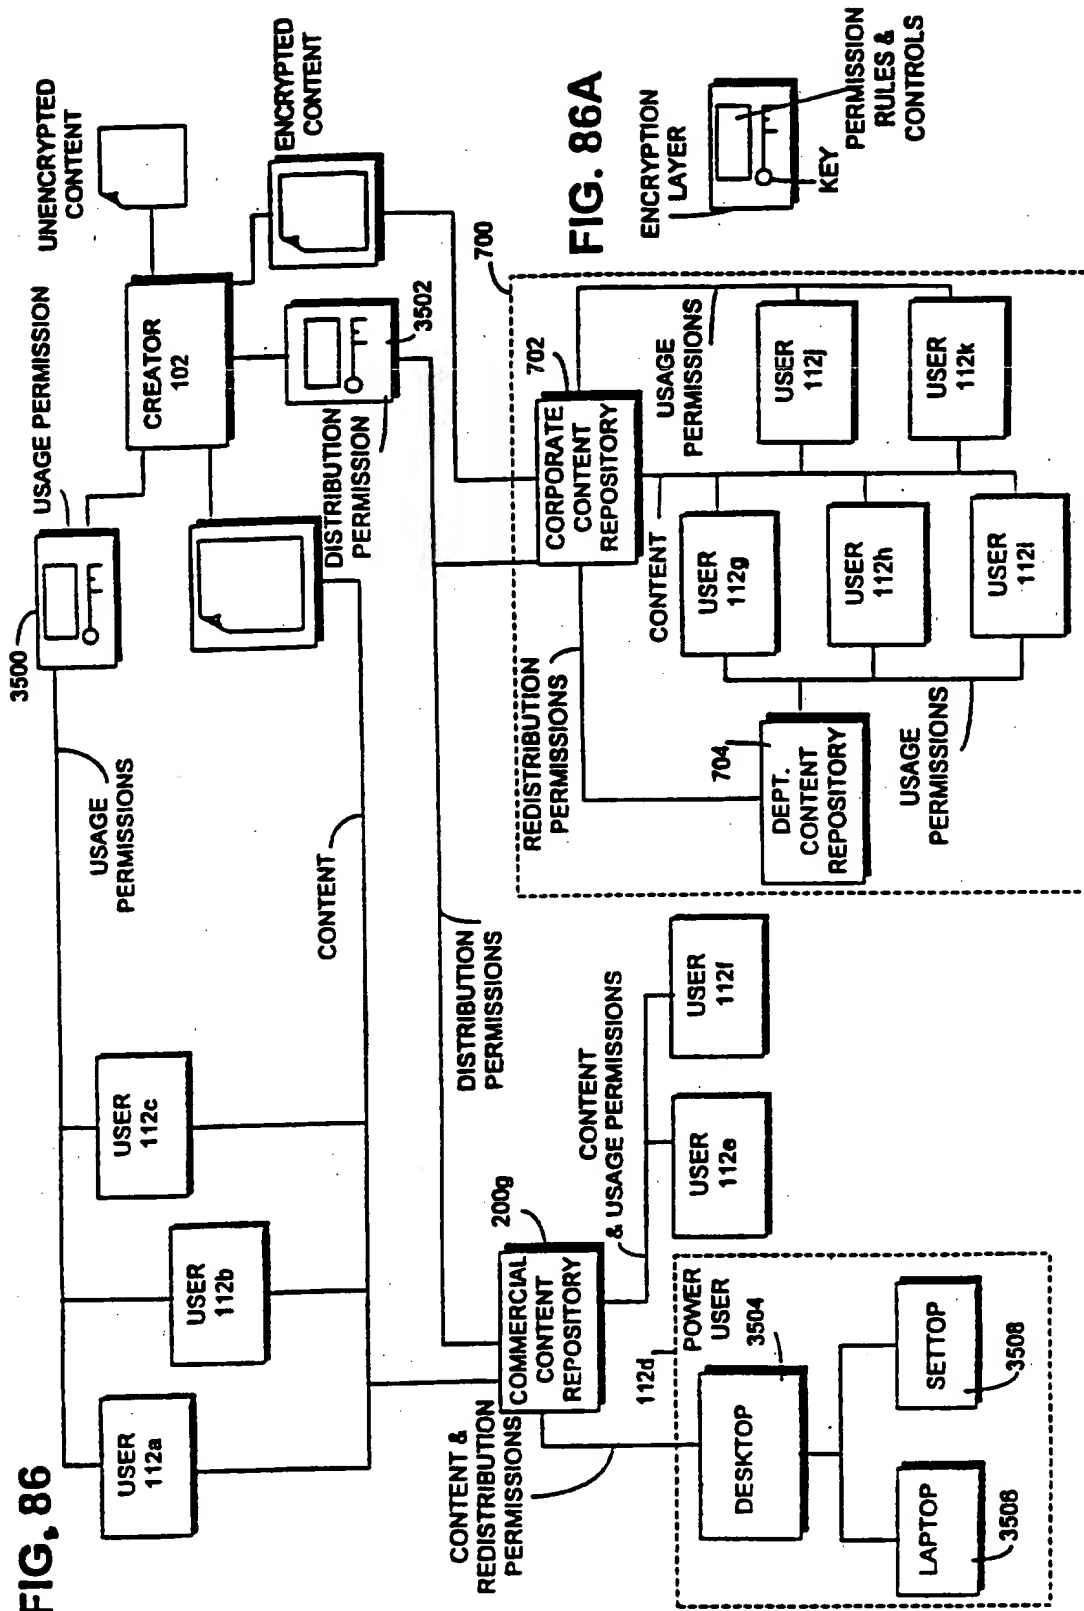 FIG. 86
USER
112a
USER
112b
USER
112c
USAGE
PERMISSIONS
3500
USAGE PERMISSION
CREATOR
102
UNENCRYPTED
CONTENT
ENCRYPTED
CONTENT
CONTENT
DISTRIBUTION
PERMISSION
3502
DISTRIBUTION
PERMISSIONS
CONTENT &
REDISTRIBUTION
PERMISSIONS
COMMERCIAL
CONTENT
REPOSITORY
200g
CONTENT
& USAGE PERMISSIONS
USER
112e
USER
112f
112d
POWER
USER
3504
DESKTOP
LAPTOP
3508
SETTOP
3508
700
702
CORPORATE
CONTENT
REPOSITORY
REDISTRIBUTION
PERMISSIONS
704
DEPT.
CONTENT
REPOSITORY
CONTENT
USAGE
PERMISSIONS
USER
112g
USER
112h
USER
112i
USER
112j
USER
112k
USAGE
PERMISSIONS
FIG. 86A
ENCRYPTION
LAYER
KEY
PERMISSION
RULES &
CONTROLS